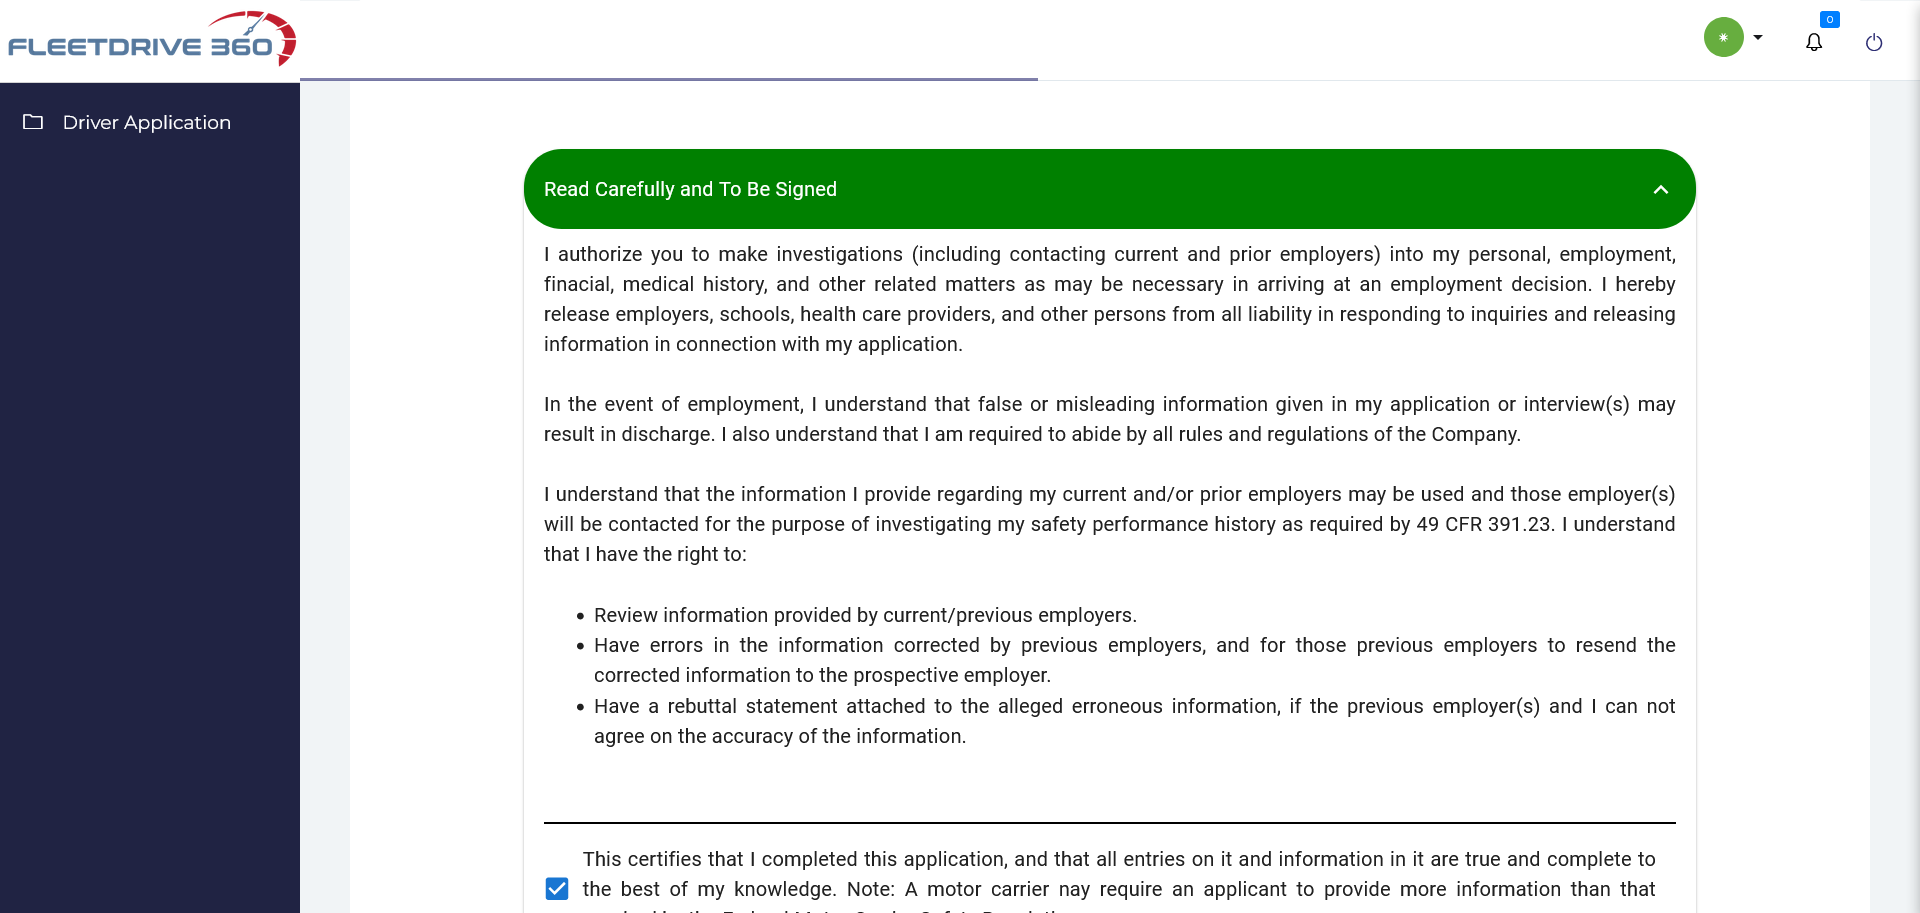 FLEETDRIVE 360
0
Driver Application
Read Carefully and To Be Signed
I authorize you to make investigations (including contacting current and prior employers) into my personal, employment,
finacial, medical history, and other related matters as may be necessary in arriving at an employment decision. I hereby
release employers, schools, health care providers, and other persons from all liability in responding to inquiries and releasing
information in connection with my application.
In the event of employment, I understand that false or misleading information given in my application or interview(s) may
result in discharge. I also understand that I am required to abide by all rules and regulations of the Company.
I understand that the information I provide regarding my current and/or prior employers may be used and those employer(s)
will be contacted for the purpose of investigating my safety performance history as required by 49 CFR 391.23. I understand
that I have the right to:
• Review information provided by current/previous employers.
• Have errors in the information corrected by previous employers, and for those previous employers to resend the
corrected information to the prospective employer.
• Have a rebuttal statement attached to the alleged erroneous information, if the previous employer(s) and I can not
agree on the accuracy of the information.
This certifies that I completed this application, and that all entries on it and information in it are true and complete to
the best of my knowledge. Note: A motor carrier nay require an applicant to provide more information than that